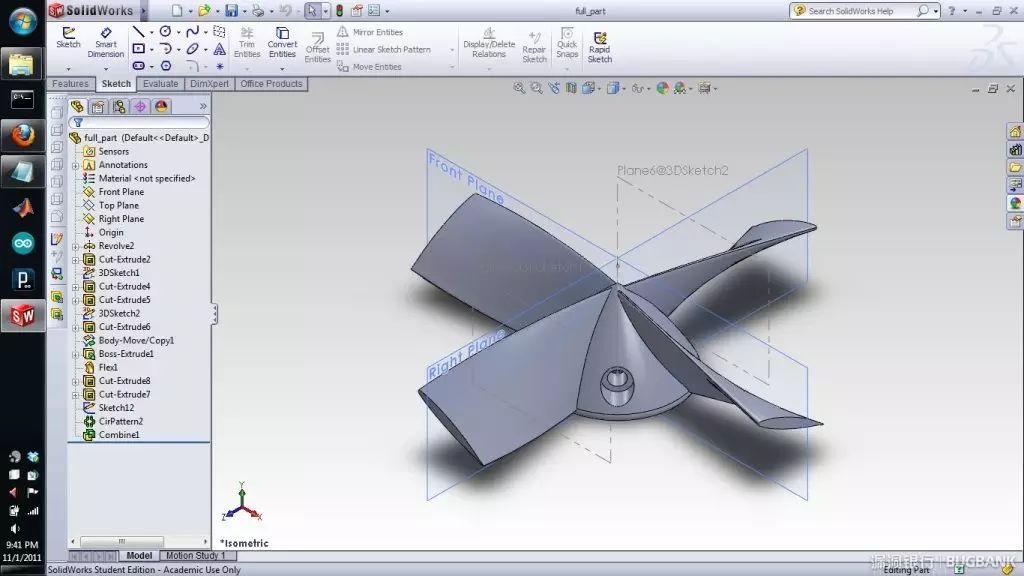 SolidWorks
full_part
Search SolidWorks Help
Sketch
Smart Dimension
Trim Entities
Convert Entities
Offset Entities
Mirror Entities
Linear Sketch Pattern
Move Entities
Display/Delete Relations
Repair Sketch
Quick Snaps
Rapid Sketch
Features
Sketch
Evaluate
DimXpert
Office Products
full_part (Default<<Default>_D
Sensors
Annotations
Material <not specified>
Front Plane
Top Plane
Right Plane
Origin
Revolve2
Cut-Extrude2
3DSketch1
Cut-Extrude4
Cut-Extrude5
3DSketch2
Cut-Extrude6
Body-Move/Copy1
Boss-Extrude1
Flex1
Cut-Extrude8
Cut-Extrude7
Sketch12
CirPattern2
Combine1
Front Plane
Plane6@3DSketch2
Right Plane
Y
Z
X
*Isometric
Model
Motion Study 1
SolidWorks Student Edition - Academic Use Only
Editing Part
漏洞银行 | BUGBANK
9:41 PM
11/1/2011